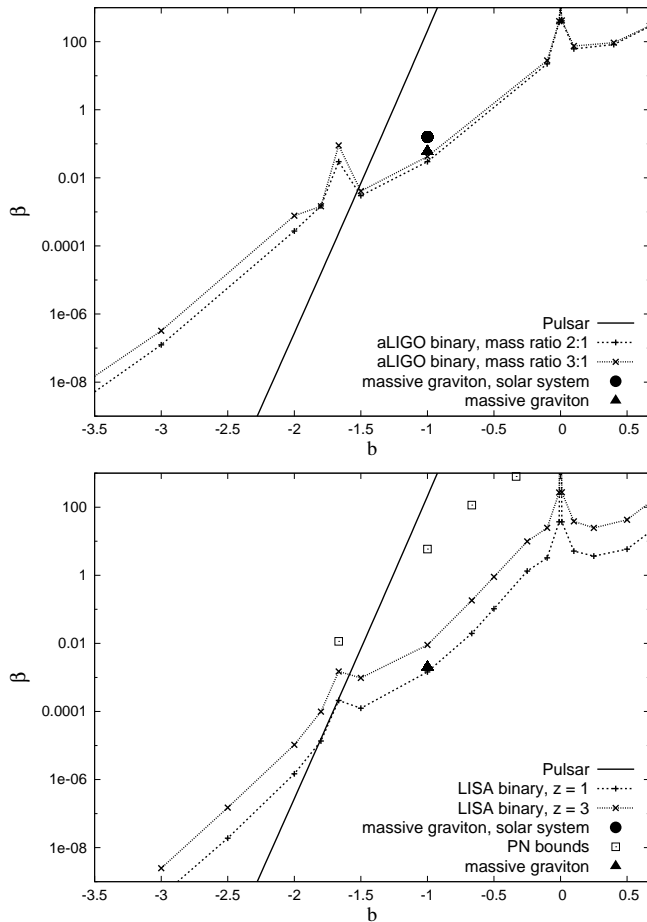 100
1
0.01
0.0001
1e-06
1e-08
β
-3.5 -3 -2.5 -2 -1.5 -1 -0.5 0 0.5
b
Pulsar
aLIGO binary, mass ratio 2:1
aLIGO binary, mass ratio 3:1
massive graviton, solar system
massive graviton
100
1
0.01
0.0001
1e-06
1e-08
β
-3.5 -3 -2.5 -2 -1.5 -1 -0.5 0 0.5
b
Pulsar
LISA binary, z = 1
LISA binary, z = 3
massive graviton, solar system
PN bounds
massive graviton